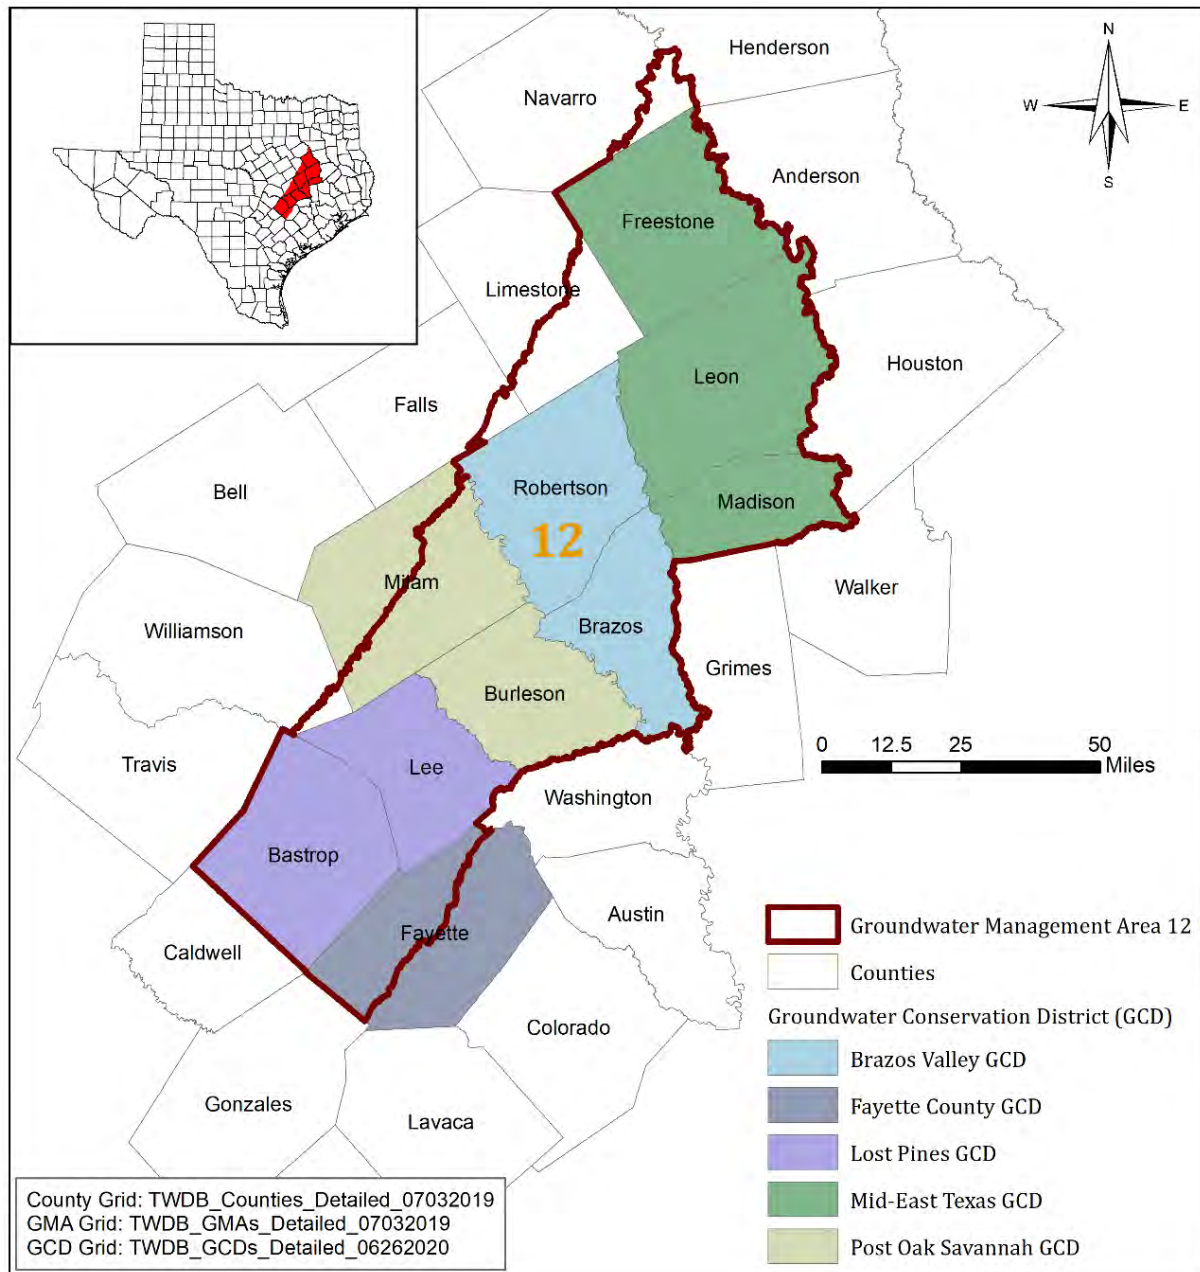 Henderson
N
Navarro
W
E
S
Anderson
Freestone
Limestone
Houston
Leon
Falls
Bell
Robertson
Madison
12
Milam
Walker
Williamson
Brazos
Grimes
Burleson
0 12.5 25 50
Miles
Travis
Lee
Washington
Bastrop
Austin
Fayette
Caldwell
Colorado
Gonzales
Lavaca
Groundwater Management Area 12
Counties
Groundwater Conservation District (GCD)
Brazos Valley GCD
Fayette County GCD
Lost Pines GCD
Mid-East Texas GCD
Post Oak Savannah GCD
County Grid: TWDB_Counties_Detailed_07032019
GMA Grid: TWDB_GMAs_Detailed_07032019
GCD Grid: TWDB_GCDs_Detailed_06262020